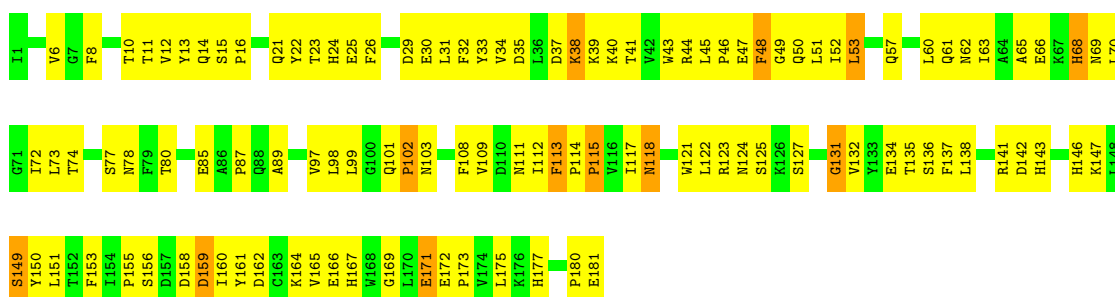 I1 V6 G7 F8 T10 T11 V12 Y13 Q14 S15 P16 Q21 Y22 T23 H24 E25 F26 D29 E30 L31 F32 Y33 V34 D35 L36 D37 K38 K39 K40 T41 V42 W43 R44 L45 P46 E47 F48 G49 Q50 L51 I52 L53 Q57 L60 Q61 N62 I63 A64 A65 E66 K67 H68 N69 L70
G71 I72 L73 T74 S77 N78 F79 T80 E85 A86 P87 Q88 A89 V97 L98 L99 G100 Q101 P102 N103 F108 V109 D110 N111 I112 F113 P114 P115 V116 I117 N118 W121 L122 R123 N124 S125 K126 S127 G131 V132 Y133 E134 T135 S136 F137 L138 R141 D142 H143 H146 K147 L148
S149 Y150 L151 T152 F153 I154 P155 S156 D157 D158 D159 I160 Y161 D162 C163 K164 V165 E166 H167 W168 G169 L170 E171 E172 P173 V174 L175 K176 H177 P180 E181